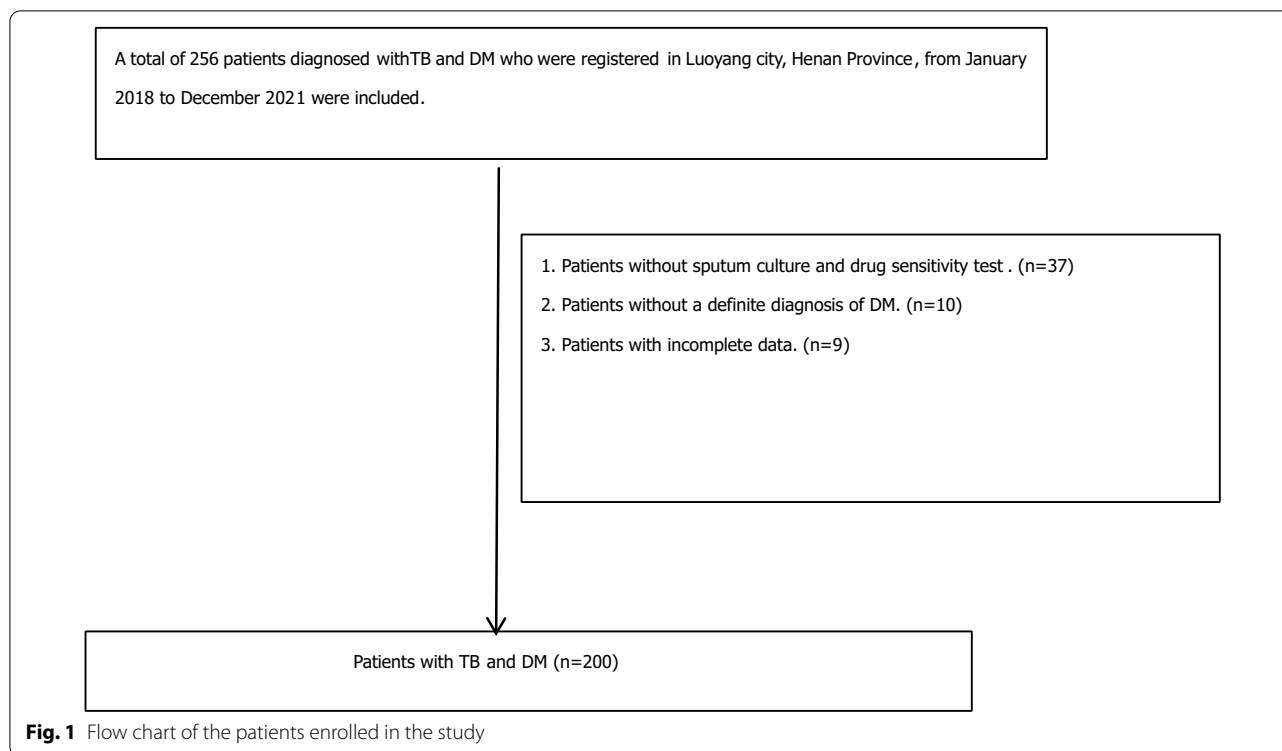 A total of 256 patients diagnosed withTB and DM who were registered in Luoyang city, Henan Province, from January
2018 to December 2021 were included.
1. Patients without sputum culture and drug sensitivity test . (n=37)
2. Patients without a definite diagnosis of DM. (n=10)
3. Patients with incomplete data. (n=9)
Patients with TB and DM (n=200)
Fig. 1 Flow chart of the patients enrolled in the study